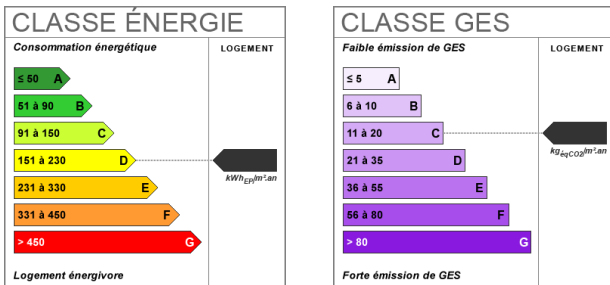 CLASSE ÉNERGIE
Consommation énergétique
LOGEMENT
≤ 50 A
51 à 90 B
91 à 150 C
151 à 230 D
kWhEP/m².an
231 à 330 E
331 à 450 F
> 450 G
Logement énergivore
CLASSE GES
Faible émission de GES
LOGEMENT
≤ 5 A
6 à 10 B
11 à 20 C
kgéqCO2/m².an
21 à 35 D
36 à 55 E
56 à 80 F
> 80 G
Forte émission de GES